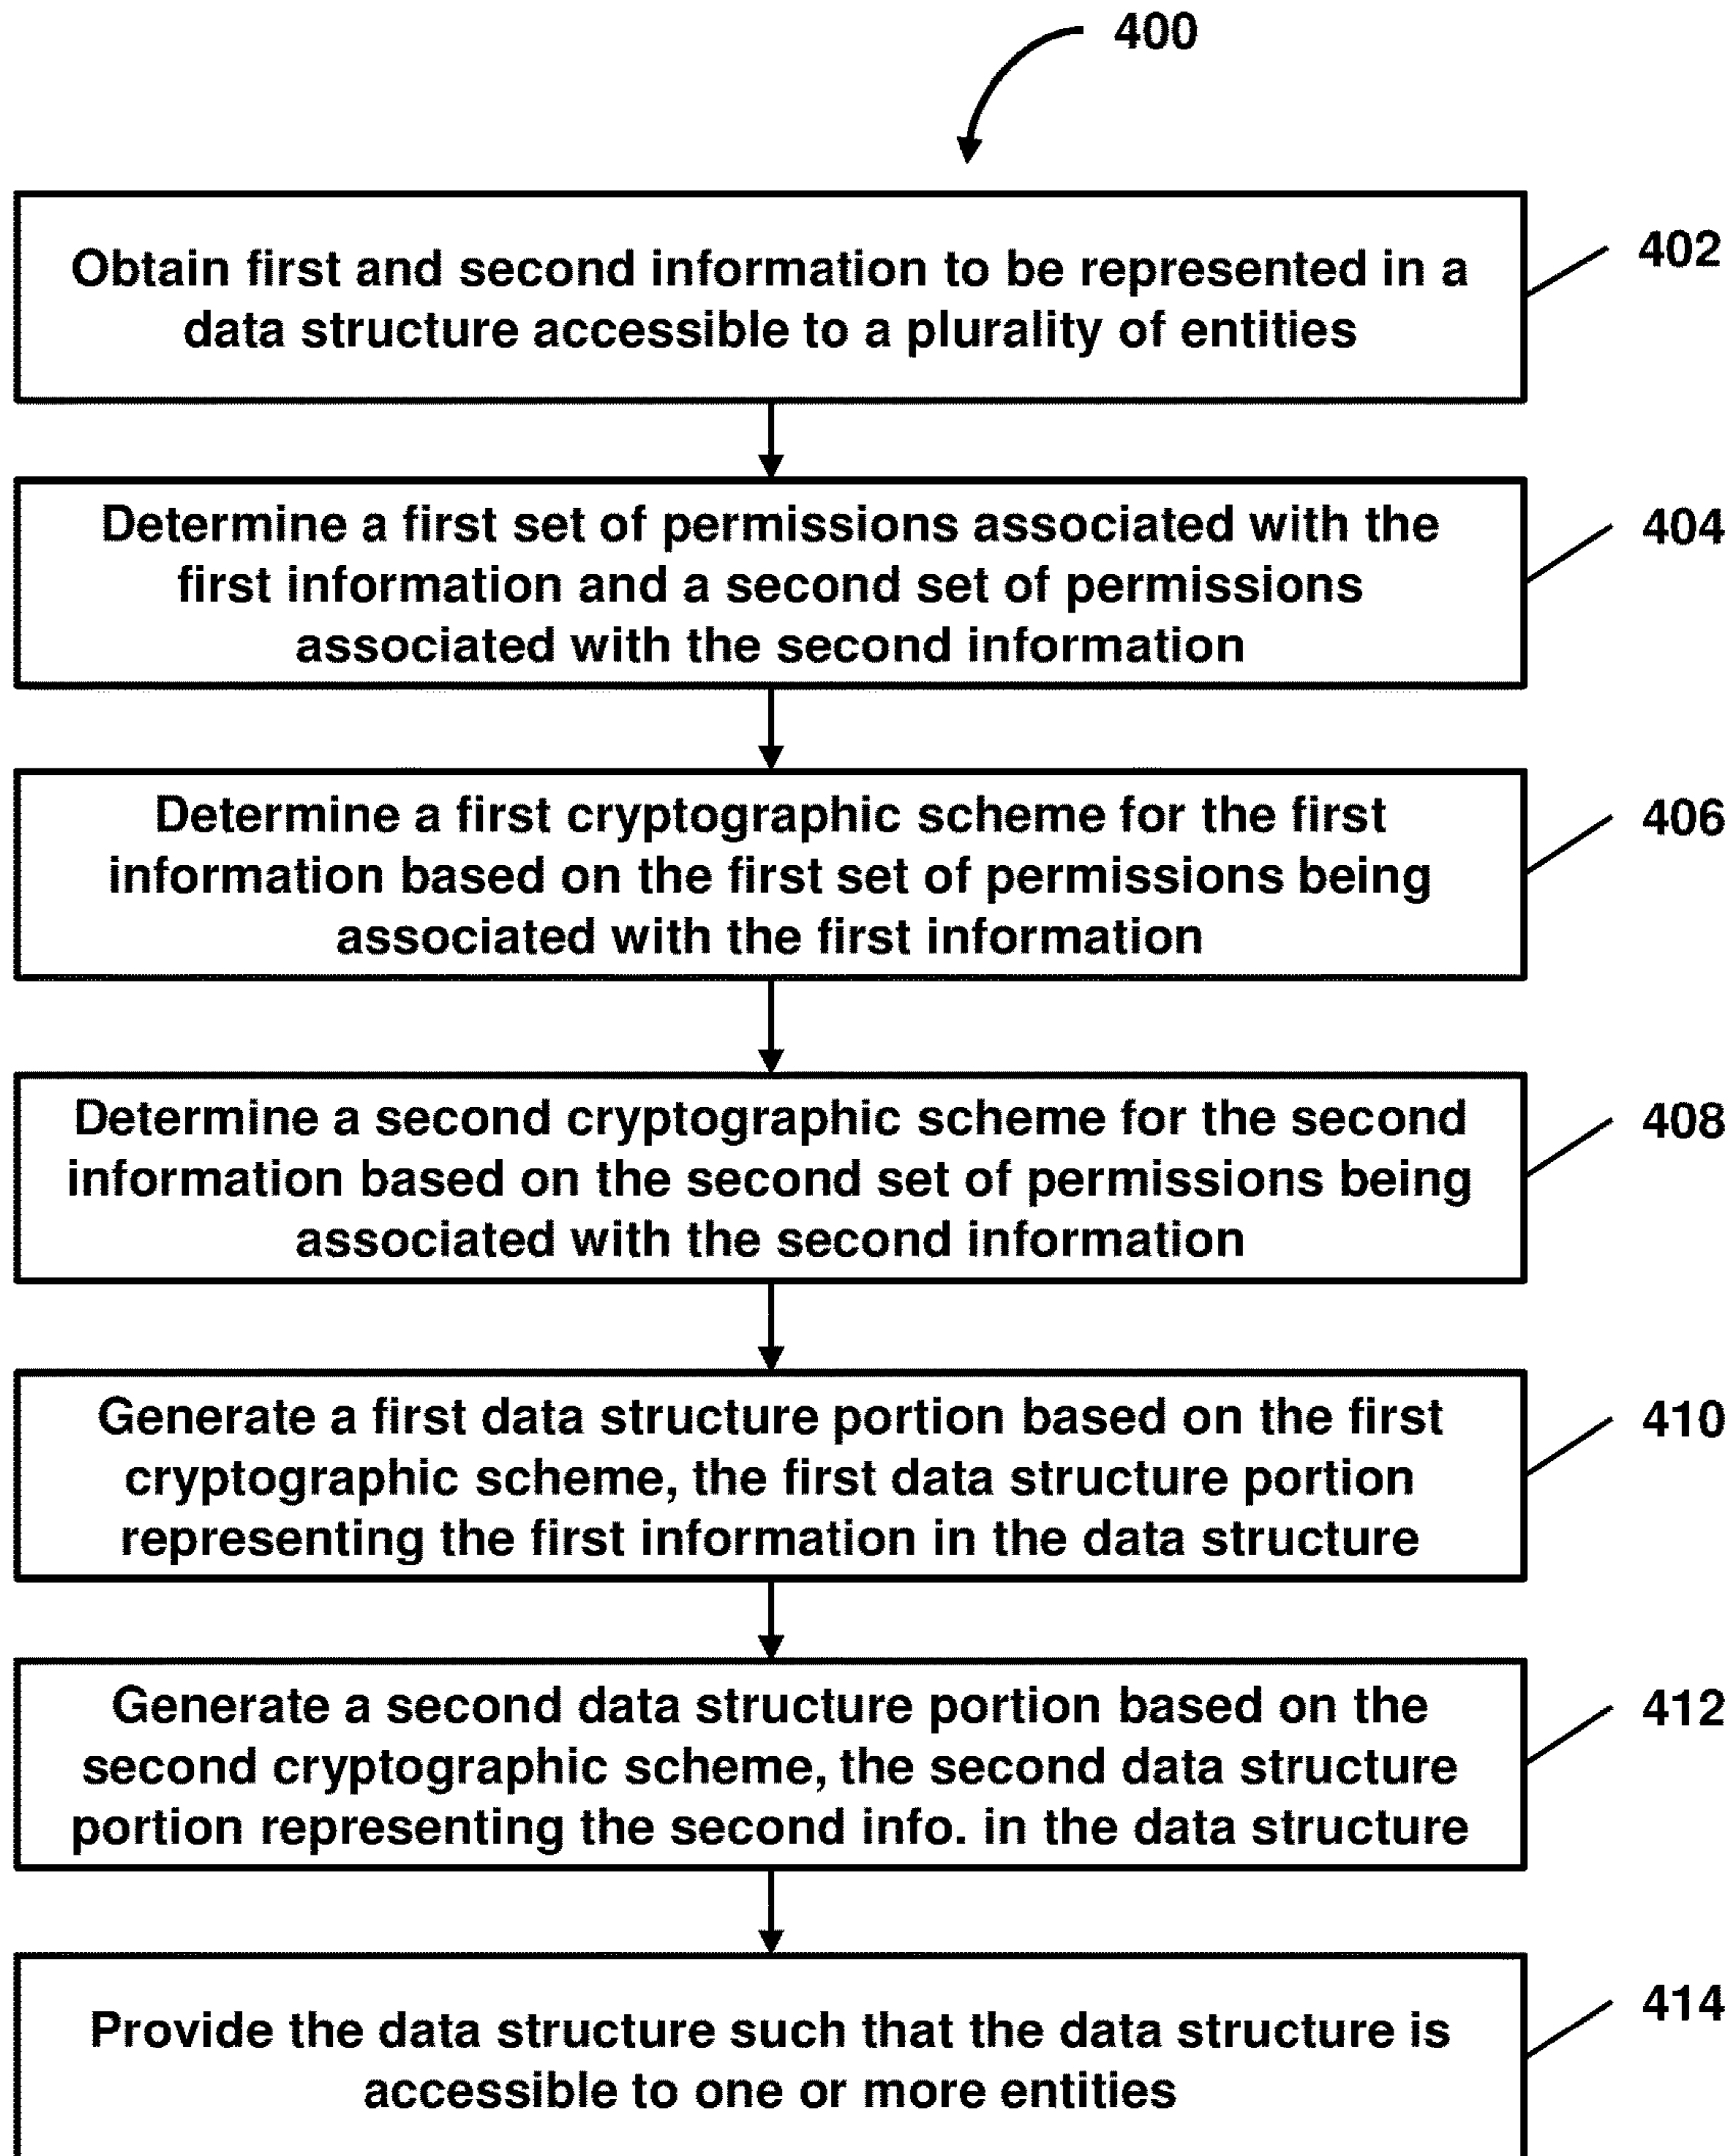 400
Obtain first and second information to be represented in a
data structure accessible to a plurality of entities
402
Determine a first set of permissions associated with the
first information and a second set of permissions
associated with the second information
404
Determine a first cryptographic scheme for the first
information based on the first set of permissions being
associated with the first information
406
Determine a second cryptographic scheme for the second
information based on the second set of permissions being
associated with the second information
408
Generate a first data structure portion based on the first
cryptographic scheme, the first data structure portion
representing the first information in the data structure
410
Generate a second data structure portion based on the
second cryptographic scheme, the second data structure
portion representing the second info. in the data structure
412
Provide the data structure such that the data structure is
accessible to one or more entities
414